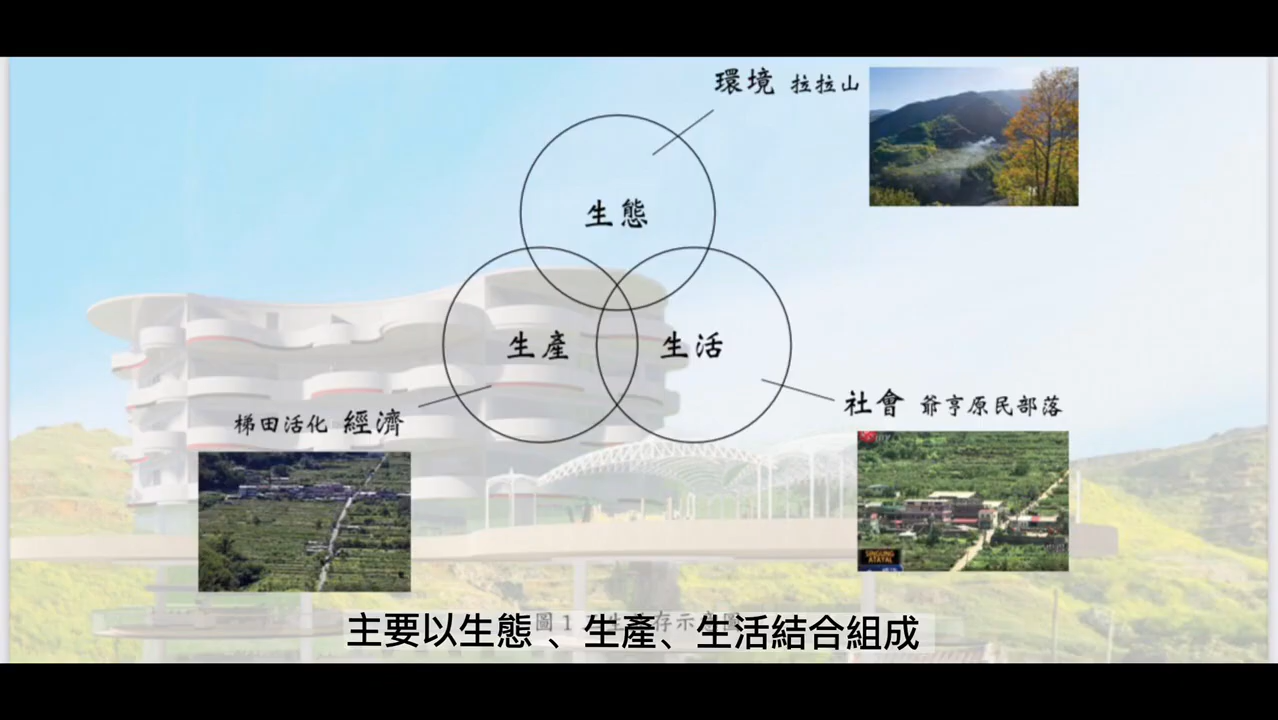 環境 拉拉山
生態
生產
生活
梯田活化 經濟
社會 爺亨原民部落
SINGUNG
ATAYAL
主要以生態、生產、生活結合組成